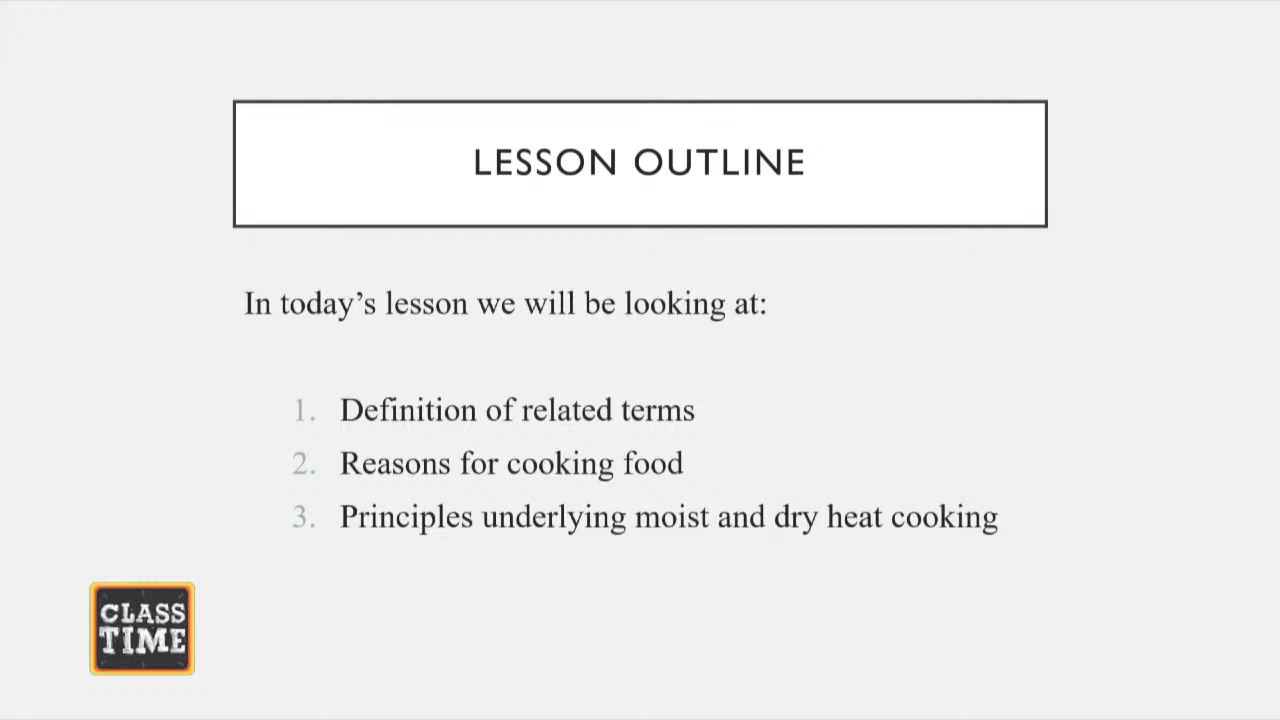 LESSON OUTLINE
In today’s lesson we will be looking at:
1. Definition of related terms
2. Reasons for cooking food
3. Principles underlying moist and dry heat cooking
CLASS
TIME